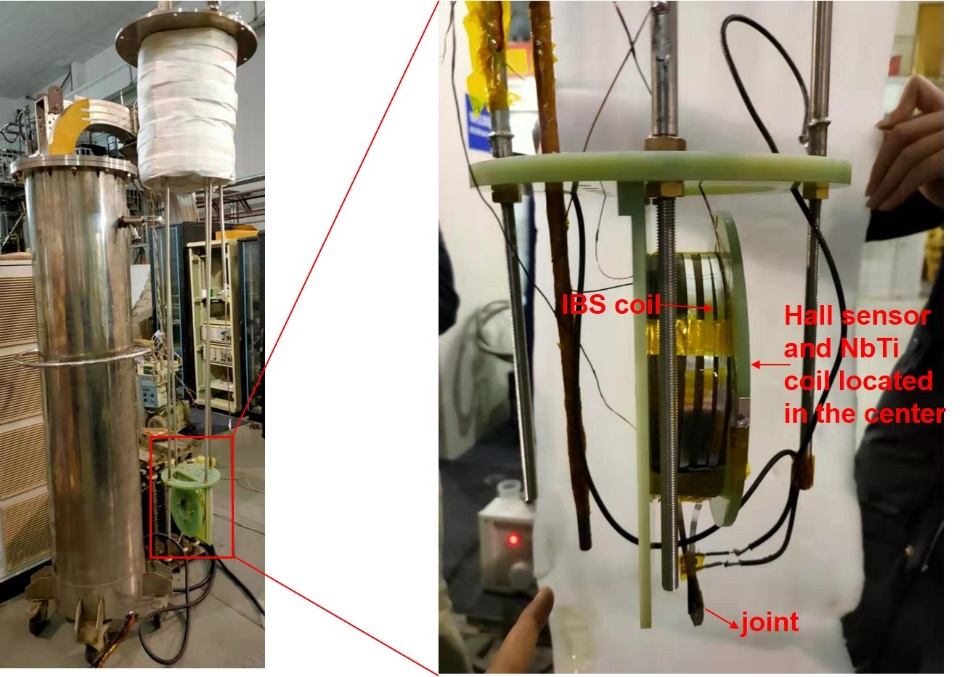 IBS coil
Hall sensor
and NbTi
coil located
in the center
joint